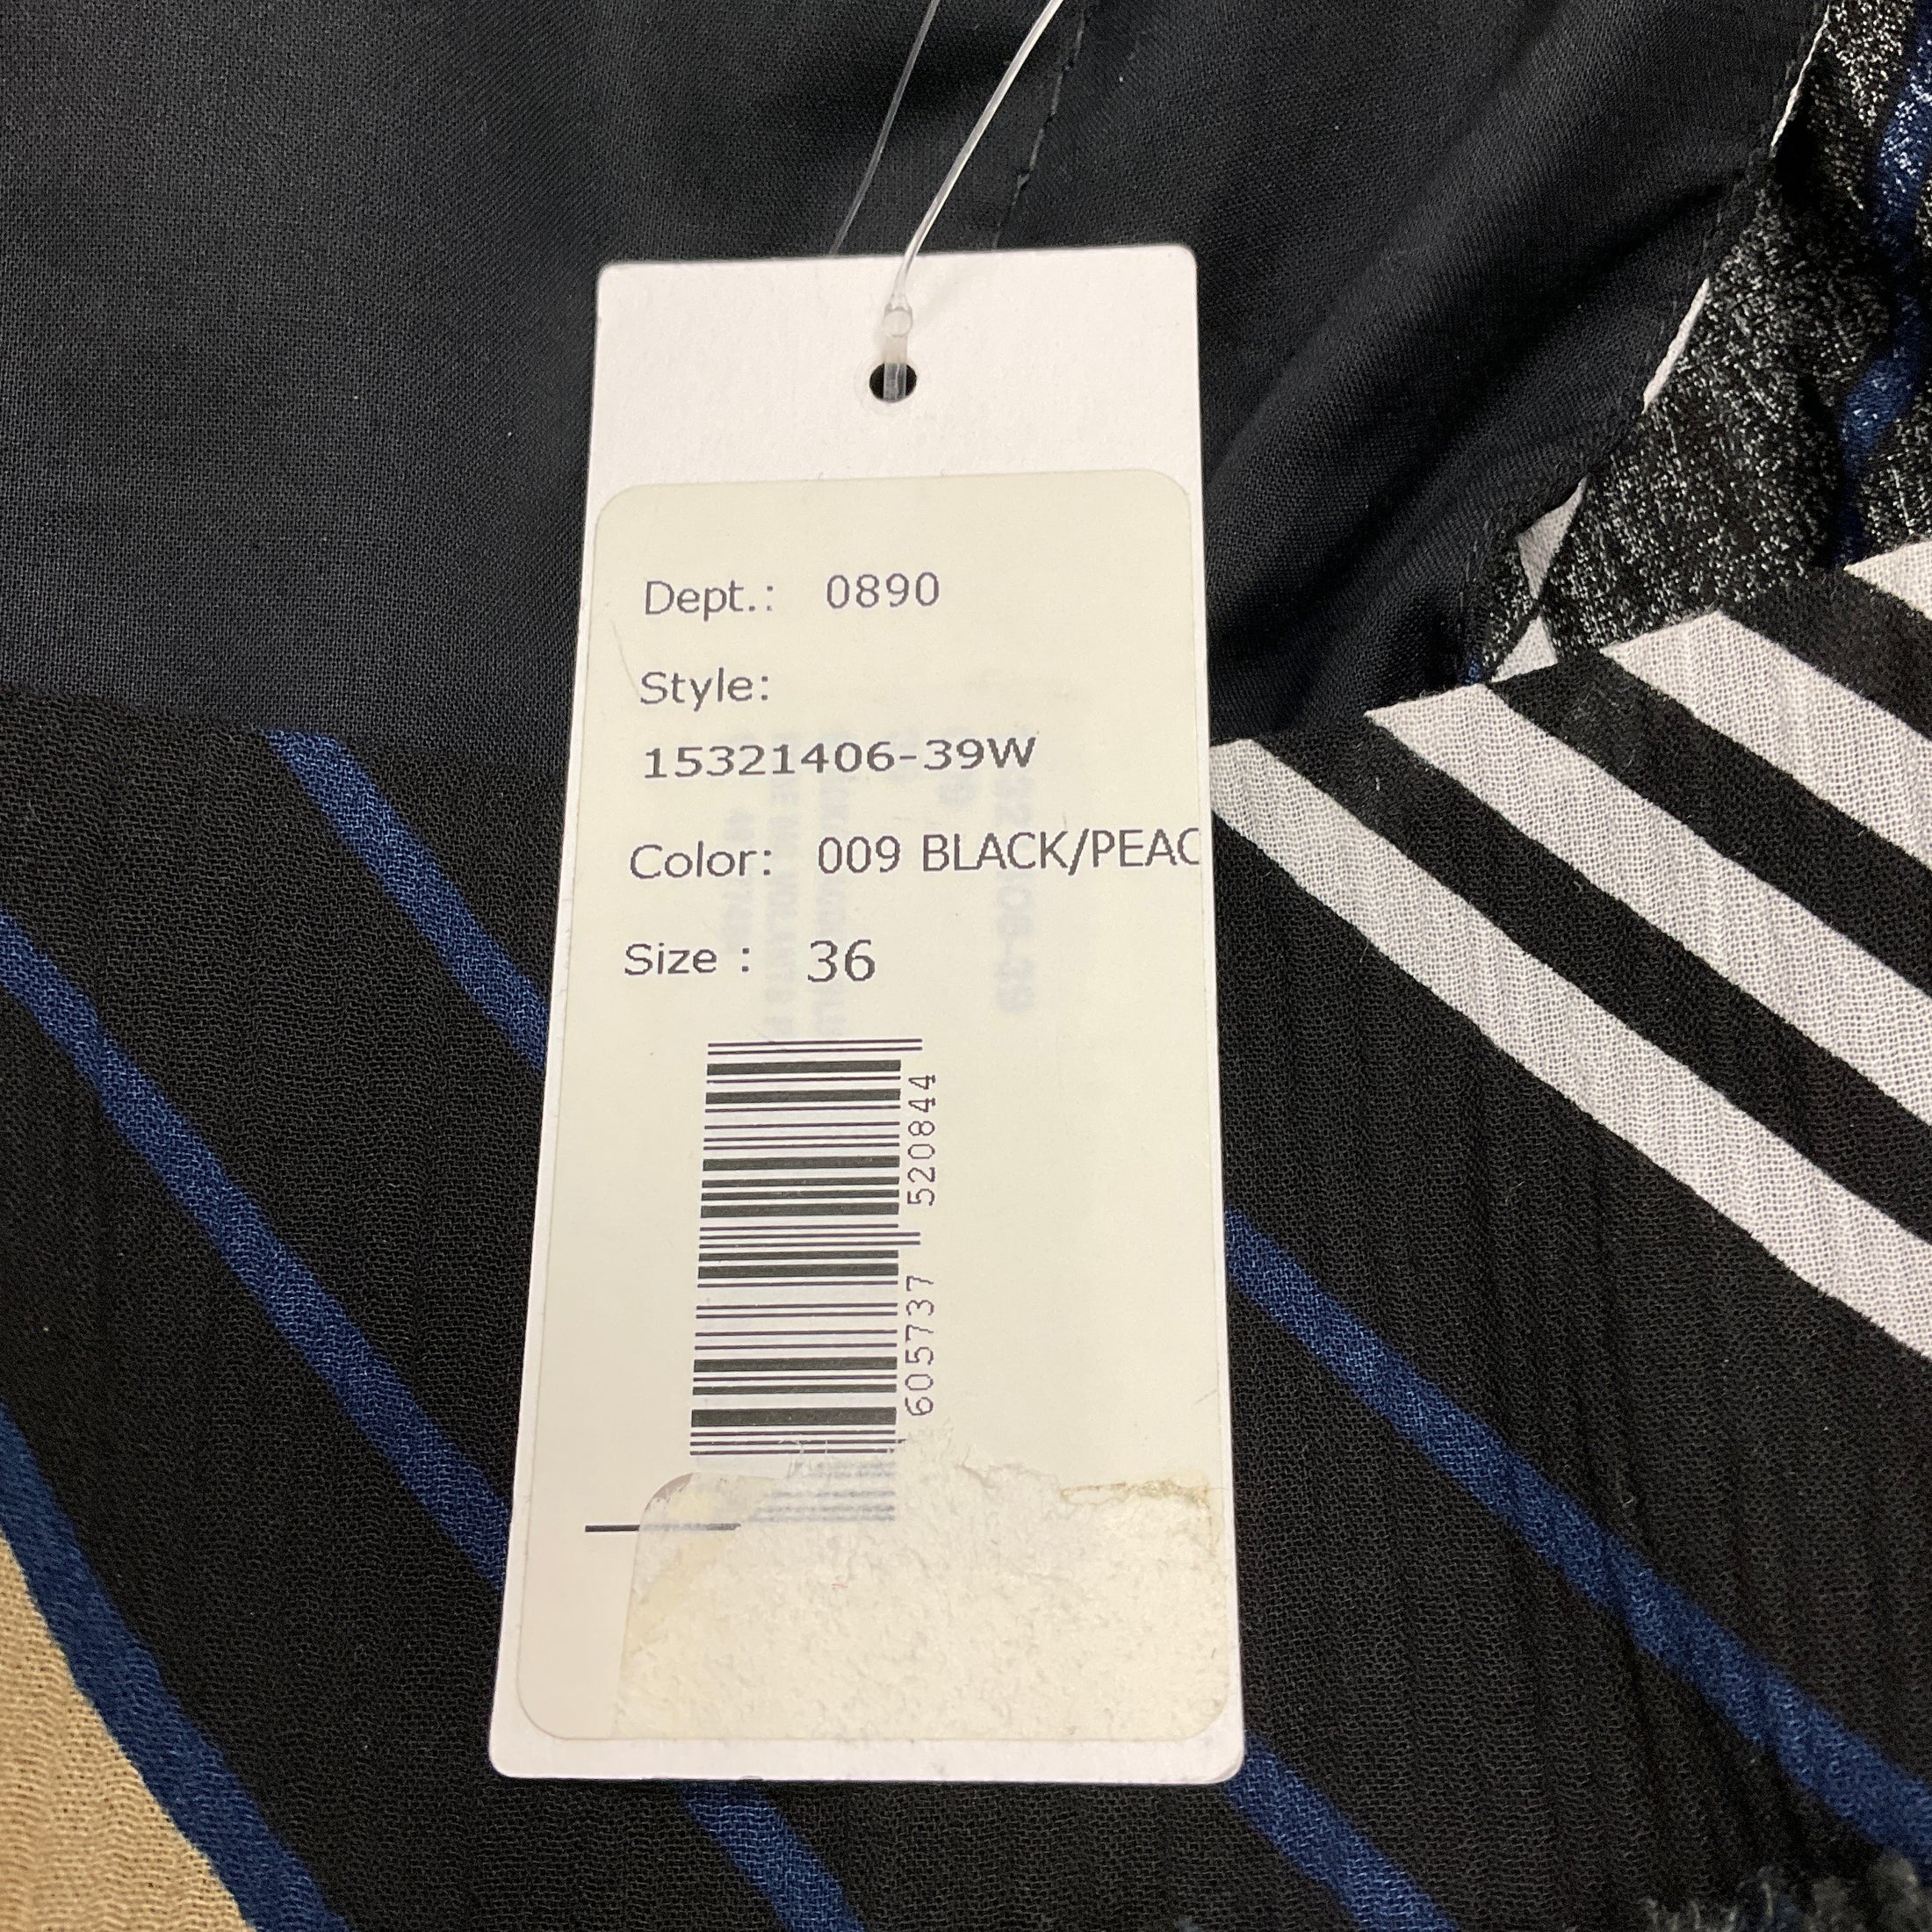 Dept.: 0890
Style:
15321406-39W
Color: 009 BLACK/PEAC
Size : 36
605737 520844